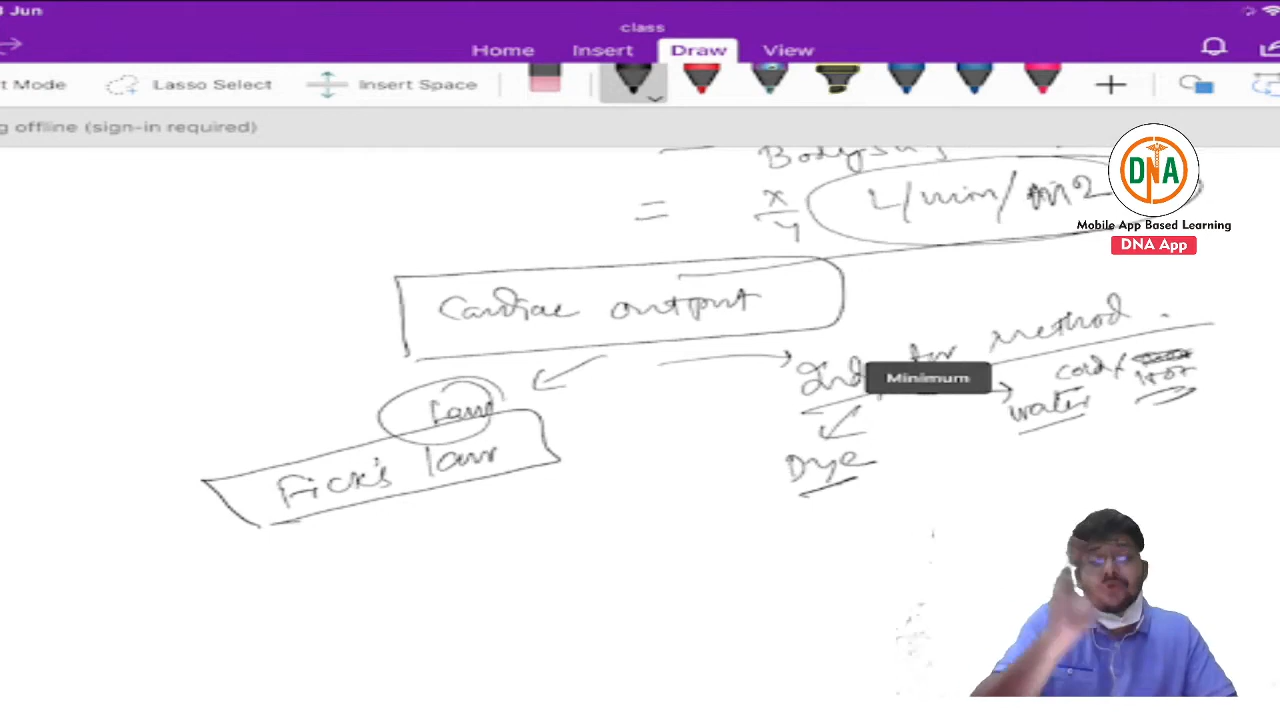 Jun
class
Home Insert Draw View
Mode Lasso Select Insert Space
offline (sign-in required)
DNA
Mobile App Based Learning
DNA App
=
= x/y L/min/m2
Cardiac output
method.
Minimum
cold/
water
law
Fick's law
Dye